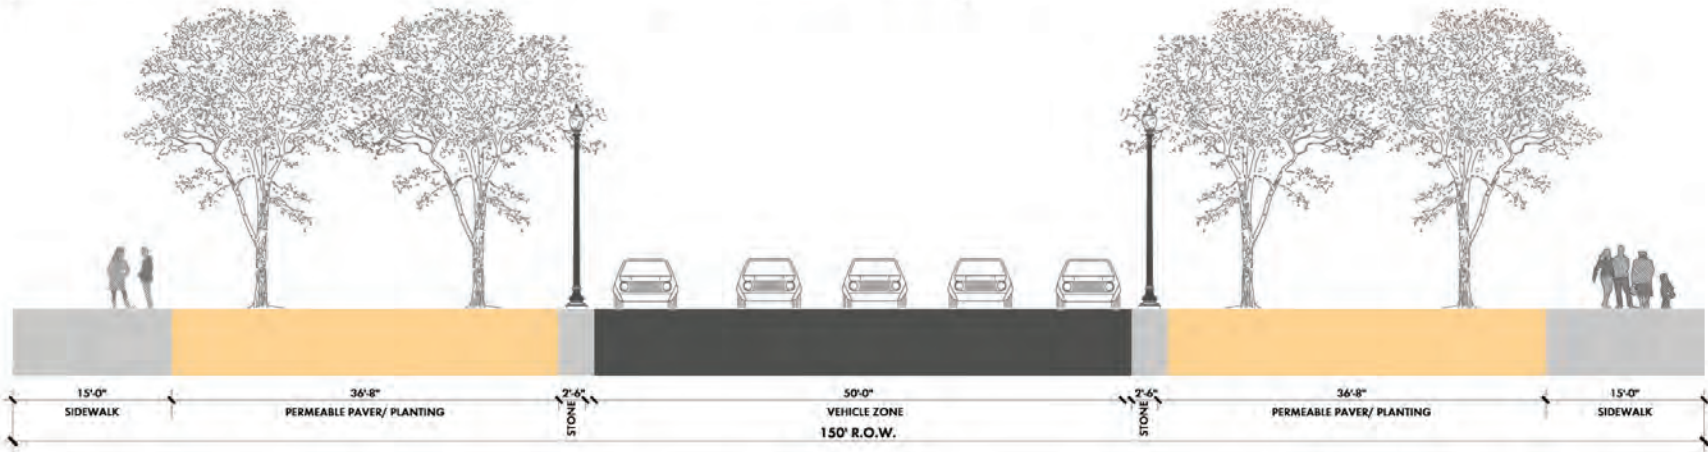 15'-0" 36'-8" 2'-6" 50'-0" 2'-6" 36'-8" 15'-0"
SIDEWALK PERMEABLE PAVER/ PLANTING STONE VEHICLE ZONE STONE PERMEABLE PAVER/ PLANTING SIDEWALK
150' R.O.W.